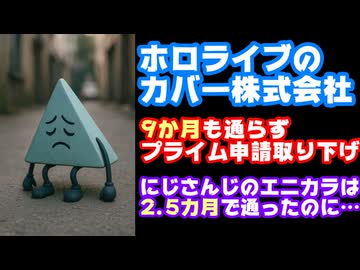 ホロライブの
カバー株式会社
9か月も通らず
プライム申請取り下げ
にじさんじのエニカラは
2.5カ月で通ったのに…